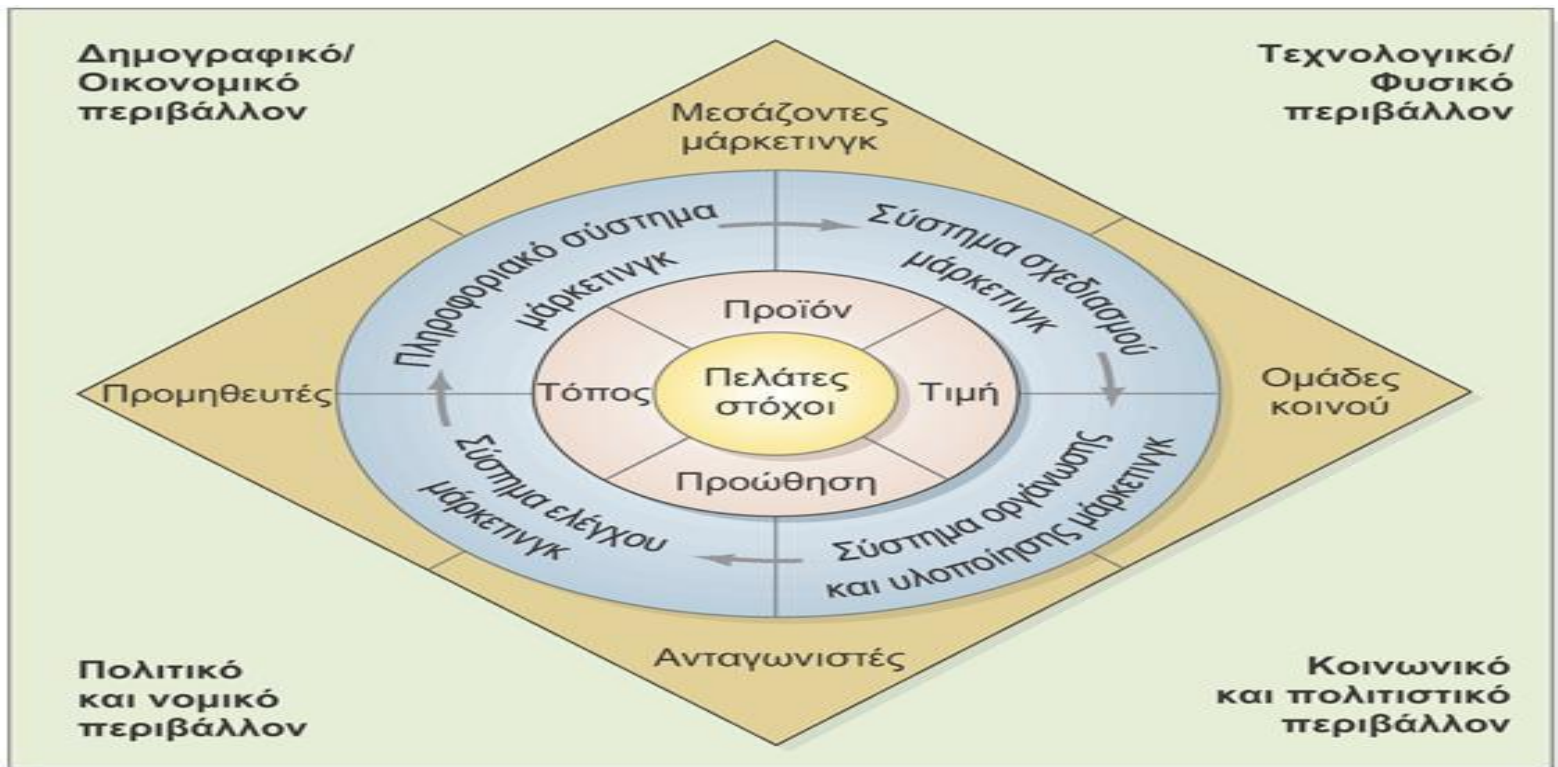 Δημογραφικό/
Οικονομικό
περιβάλλον
Τεχνολογικό/
Φυσικό
περιβάλλον
Μεσάζοντες
μάρκετινγκ
Πληροφοριακό σύστημα
μάρκετινγκ
Σύστημα σχεδιασμού
μάρκετινγκ
Προϊόν
Προμηθευτές
Τόπος
Πελάτες
στόχοι
Τιμή
Ομάδες
κοινού
Προώθηση
Σύστημα ελέγχου
μάρκετινγκ
Σύστημα οργάνωσης
και υλοποίησης μάρκετινγκ
Ανταγωνιστές
Πολιτικό
και νομικό
περιβάλλον
Κοινωνικό
και πολιτιστικό
περιβάλλον